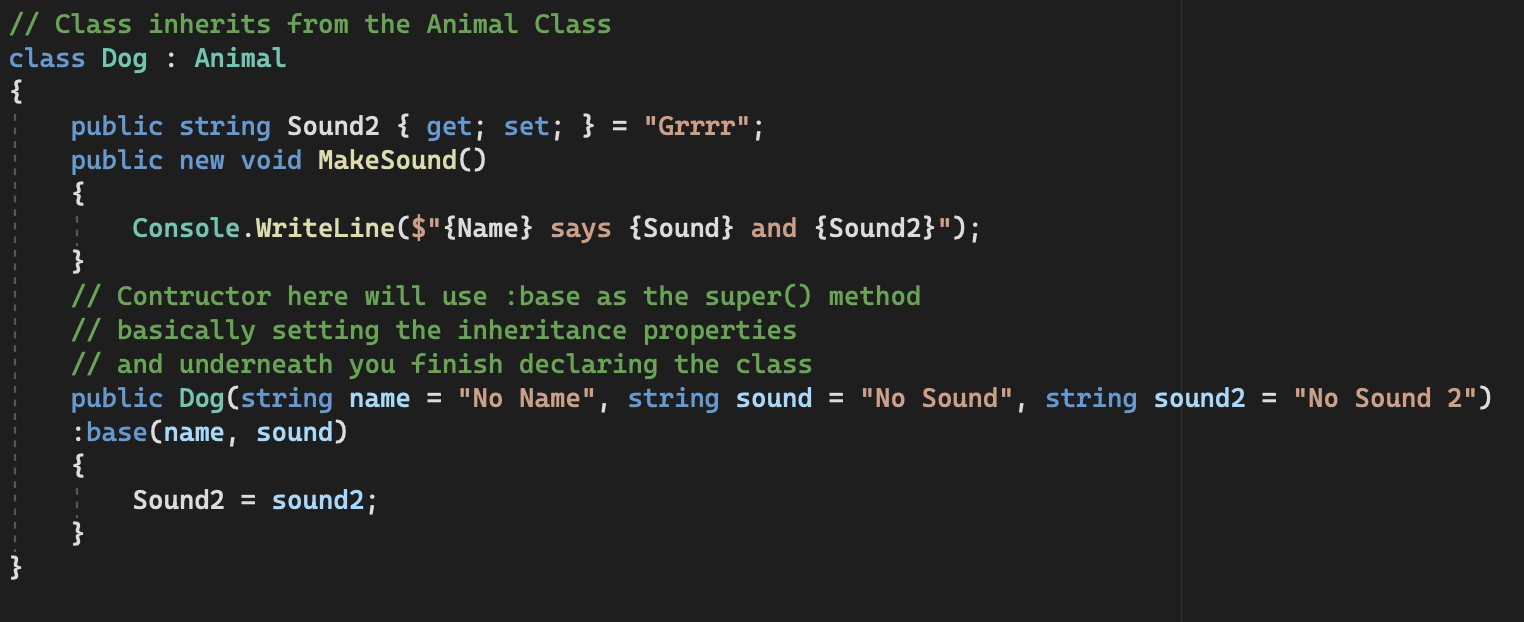 // Class inherits from the Animal Class
class Dog : Animal
{
    public string Sound2 { get; set; } = "Grrrr";
    public new void MakeSound()
    {
        Console.WriteLine($"{Name} says {Sound} and {Sound2}");
    }
    // Contructor here will use :base as the super() method
    // basically setting the inheritance properties
    // and underneath you finish declaring the class
    public Dog(string name = "No Name", string sound = "No Sound", string sound2 = "No Sound 2")
    :base(name, sound)
    {
        Sound2 = sound2;
    }
}